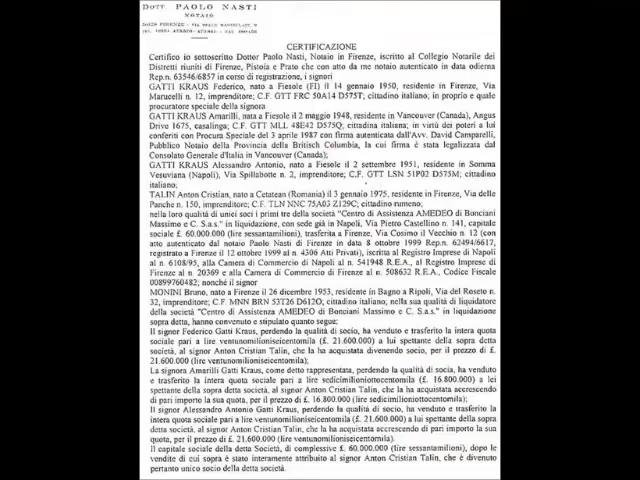 DOTT. PAOLO NASTI
NOTAIO
CERTIFICAZIONE
Certifico io sottoscritto Dottor Paolo Nasti, Notaio in Firenze, iscritto al Collegio Notarile dei
Distretti riuniti di Firenze, Pistoia e Prato che con atto da me notaio autenticato in data odierna
Rep.n. 63546/6857 in corso di registrazione, i signori
GATTI KRAUS Federico, nato a Fiesole (FI) il 14 gennaio 1950, residente in Firenze, Via
Marucelli n. 12, imprenditore; C.F. GTT FRC 50A14 D575T; cittadino italiano; in proprio e quale
procuratore speciale della signora
GATTI KRAUS Amarilli, nata a Fiesole il 2 maggio 1948, residente in Vancouver (Canada), Angus
Drive 1675, casalinga; C.F. GTT MLL 48E42 D575Q; cittadina italiana; in virtù dei poteri a lui
conferiti con Procura Speciale del 3 aprile 1987 con firma autenticata dall'Avv. David Camparelli,
Pubblico Notaio della Provincia della Britisch Columbia, la cui firma è stata legalizzata dal
Consolato Generale d'Italia in Vancouver (Canada);
GATTI KRAUS Alessandro Antonio, nato a Fiesole il 2 settembre 1951, residente in Somma
Vesuviana (Napoli), Via Spillabotte n. 2, imprenditore; C.F. GTT LSN 51P02 D575M; cittadino
italiano;
TALIN Anton Cristian, nato a Cetatean (Romania) il 3 gennaio 1975, residente in Firenze, Via delle
Panche n. 150, imprenditore; C.F. TLN NNC 75A03 Z129C; cittadino rumeno;
nella loro qualità di unici soci i primi tre della società "Centro di Assistenza AMEDEO di Bonciani
Massimo e C. S.a.s." in liquidazione, con sede già in Napoli, Via Pietro Castellino n. 141, capitale
sociale £. 60.000.000 (lire sessantamilioni), trasferita a Firenze, Via Cosimo il Vecchio n. 12 (con
atto autenticato dal notaio Paolo Nasti di Firenze in data 8 ottobre 1999 Rep.n. 62494/6617,
registrato a Firenze il 12 ottobre 1999 al n. 4306 Atti Privati), iscritta al Registro Imprese di
Napoli al n. 6108/95, alla Camera di Commercio di Napoli al n. 541948 R.E.A., al Registro Imprese di
Firenze al n. 20369 e alla Camera di Commercio di Firenze al n. 508632 R.E.A., Codice Fiscale
00899760482; nonché il signor
MONINI Bruno, nato a Firenze il 26 dicembre 1953, residente in Bagno a Ripoli, Via del Roseto n.
32, imprenditore; C.F. MNN BRN 53T26 D612O; cittadino italiano; nella sua qualità di liquidatore
della società "Centro di Assistenza AMEDEO di Bonciani Massimo e C. S.a.s." in liquidazione
sopra detta, hanno convenuto e stipulato quanto segue:
Il signor Federico Gatti Kraus, perdendo la qualità di socio, ha venduto e trasferito la intera quota
sociale pari a lire ventunomilioniseicentomila (£. 21.600.000) a lui spettante della sopra detta
società, al signor Anton Cristian Talin, che la ha acquistata divenendo socio, per il prezzo di £.
21.600.000 (lire ventunomilioniseicentomila);
La signora Amarilli Gatti Kraus, come detto rappresentata, perdendo la qualità di socio, ha venduto
e trasferito la intera quota sociale pari a lire sedicimilioniottocentomila (£. 16.800.000) a lei
spettante della sopra detta società, al signor Anton Cristian Talin, che la ha acquistata accrescendo
di pari importo la sua quota, per il prezzo di £. 16.800.000 (lire sedicimilioniottocentomila);
Il signor Alessandro Antonio Gatti Kraus, perdendo la qualità di socio, ha venduto e trasferito la
intera quota sociale pari a lire ventunomilioniseicentomila (£. 21.600.000) a lui spettante della sopra
detta società, al signor Anton Cristian Talin, che la ha acquistata accrescendo di pari importo la sua
quota, per il prezzo di £. 21.600.000 (lire ventunomilioniseicentomila).
Il capitale sociale della società, di complessive £. 60.000.000 (lire sessantamilioni), dopo le
vendite di cui sopra è stato interamente attribuito al signor Anton Cristian Talin, che è divenuto
pertanto unico socio della detta società.